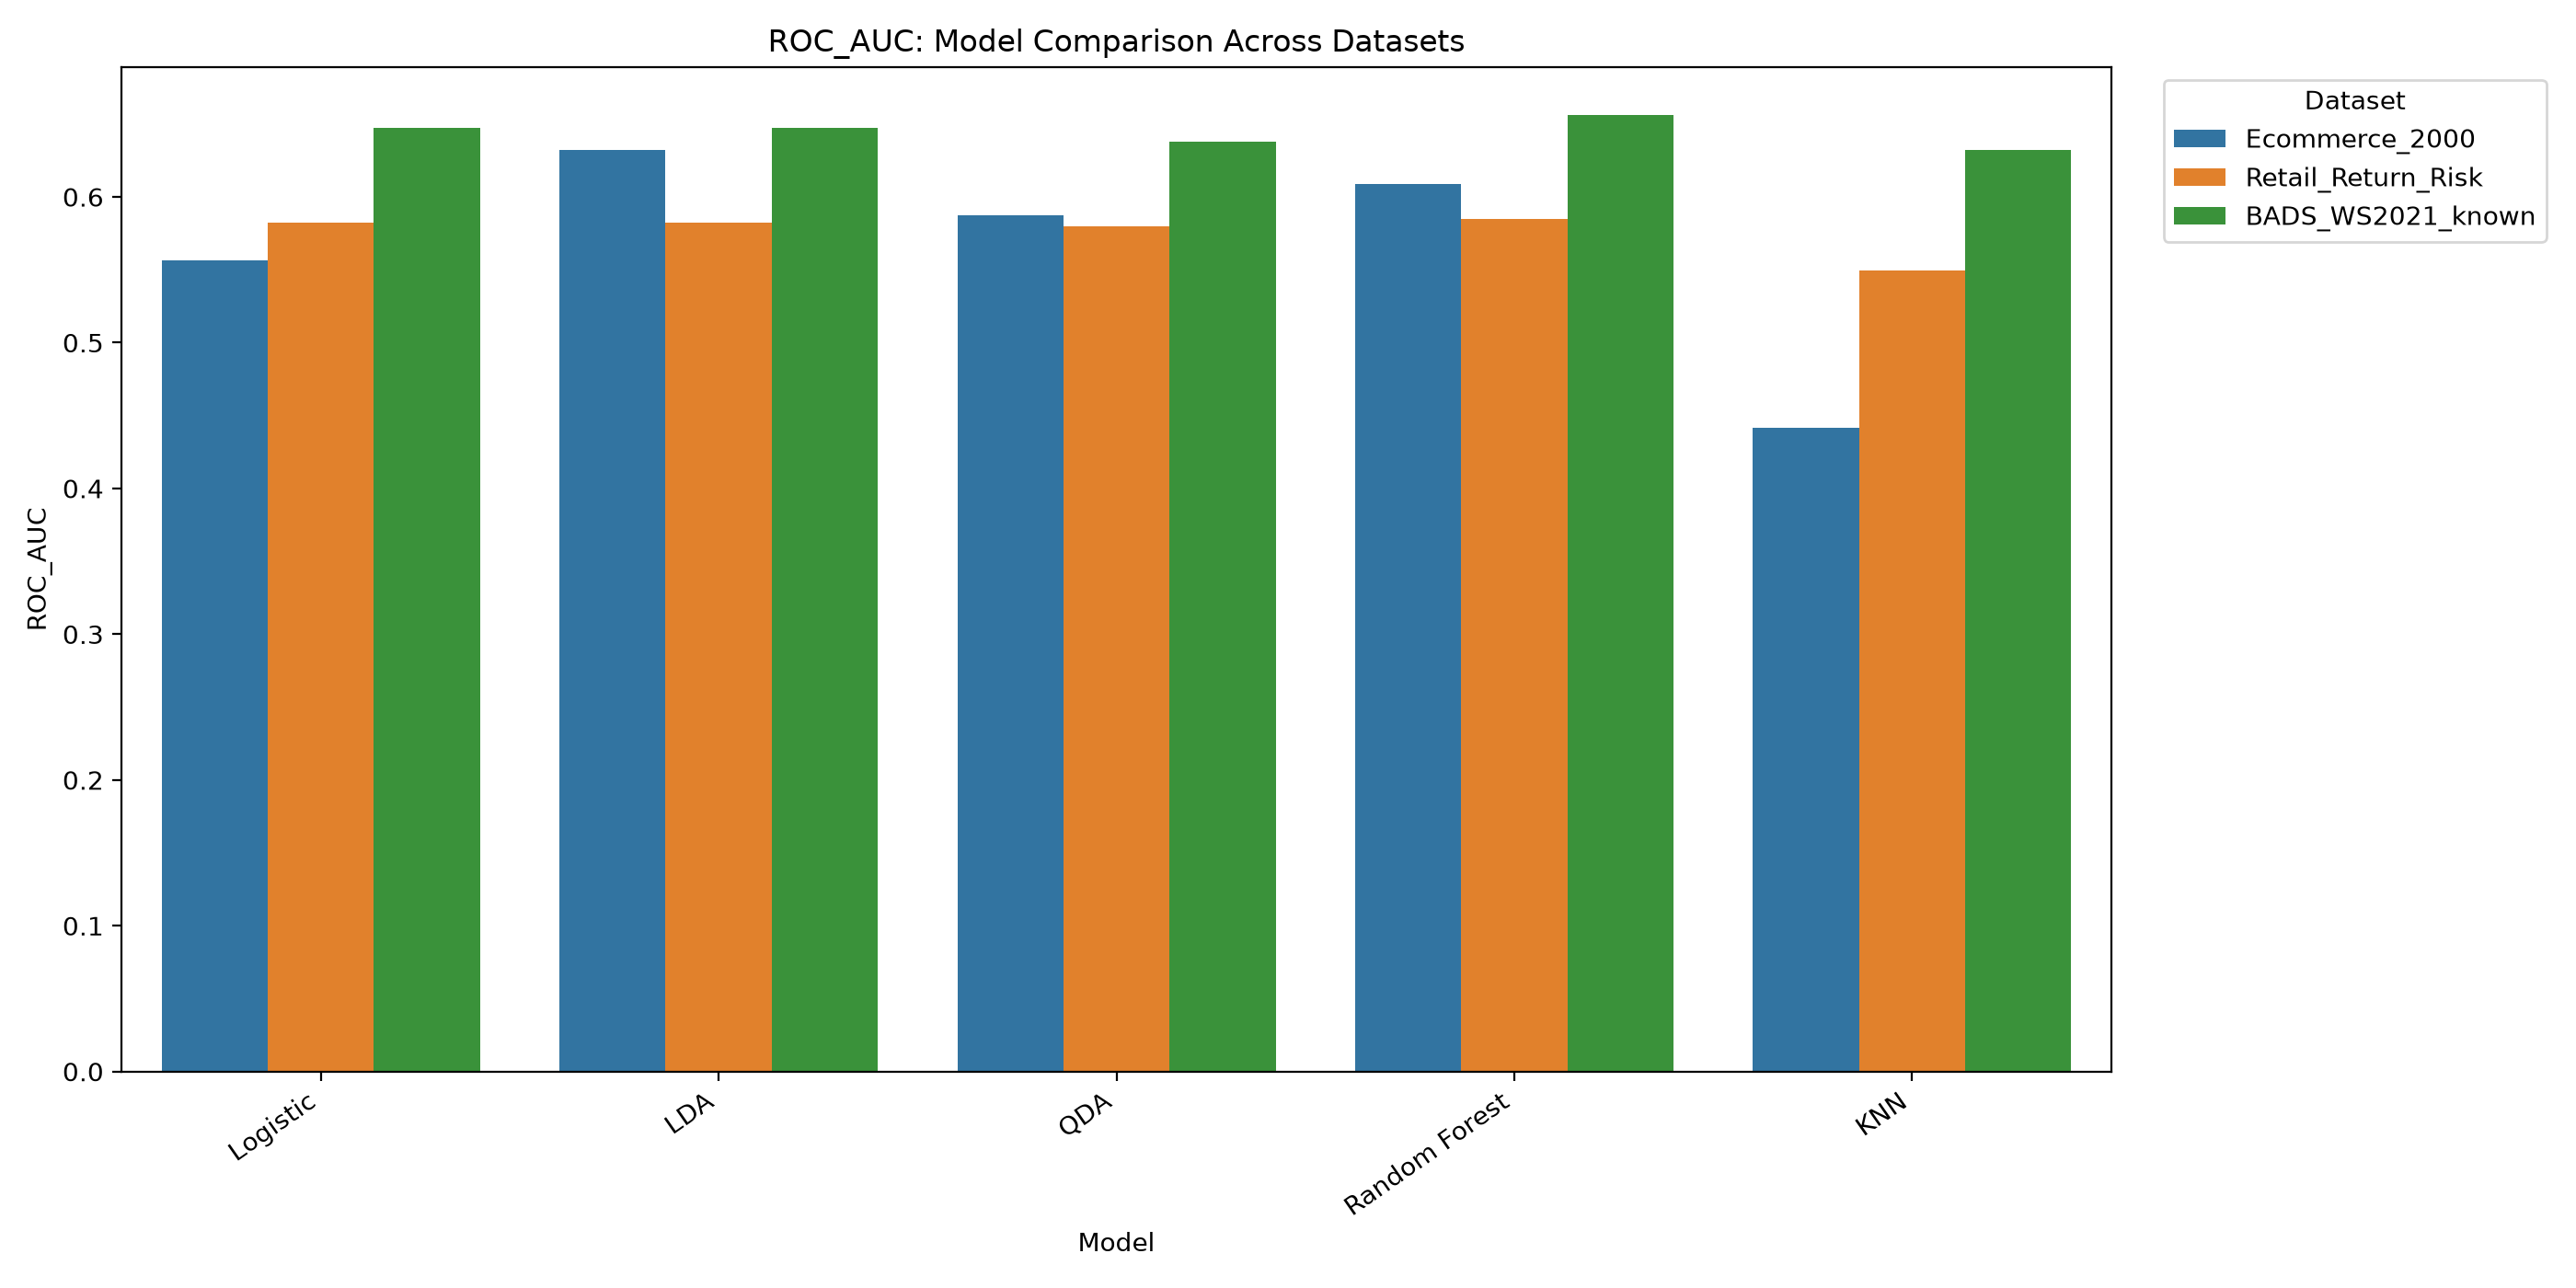 ROC_AUC: Model Comparison Across Datasets
Dataset
Ecommerce_2000
Retail_Return_Risk
BADS_WS2021_known
ROC_AUC
0.6
0.5
0.4
0.3
0.2
0.1
0.0
Logistic
LDA
QDA
Random Forest
KNN
Model